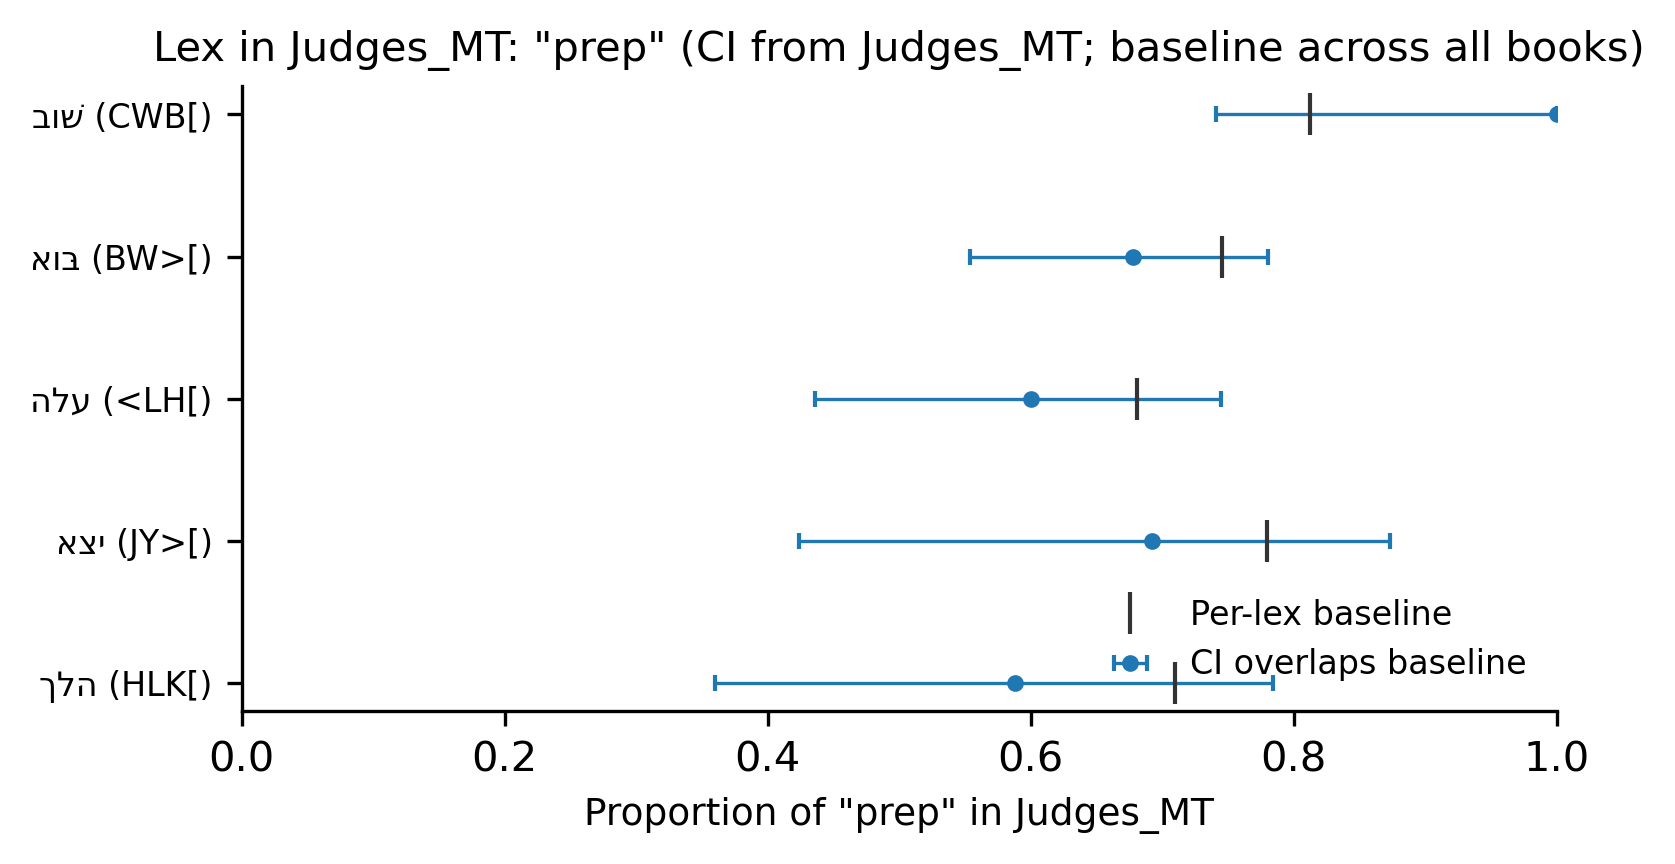 Lex in Judges_MT: "prep" (CI from Judges_MT; baseline across all books)
שׁוב (CWB[)
בּוא (BW>[)
עלה (<LH[)
יצא (JY>[)
Per-lex baseline
CI overlaps baseline
הלך (HLK[)
0.0 0.2 0.4 0.6 0.8 1.0
Proportion of "prep" in Judges_MT